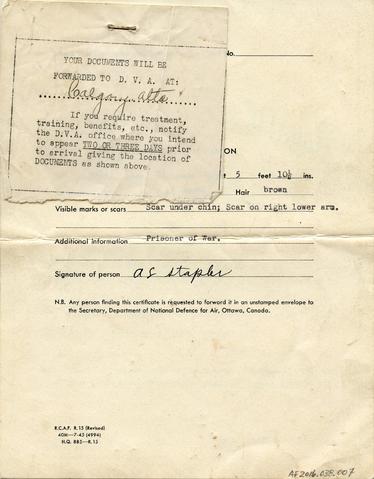 YOUR DOCUMENTS WILL BE
FORWARDED TO D. V. A. AT:
Calgary, Alta.
If you require treatment,
training, benefits, etc., notify
the D.V.A. office where you intend
to appear TWO OR THREE DAYS prior
to arrival giving the location of
DOCUMENTS as shown above.
No.
ON
5 feet 10½ ins.
Hair brown
Visible marks or scars Scar under chin; Scar on right lower arm.
Additional information Prisoner of War.
Signature of person A S Stapler
N.B. Any person finding this certificate is requested to forward it in an unstamped envelope to
the Secretary, Department of National Defence for Air, Ottawa, Canada.
R.C.A.F. R.15 (Revised)
40M—7-45 (4994)
H.Q. 885—R.15
AF2016.038.007